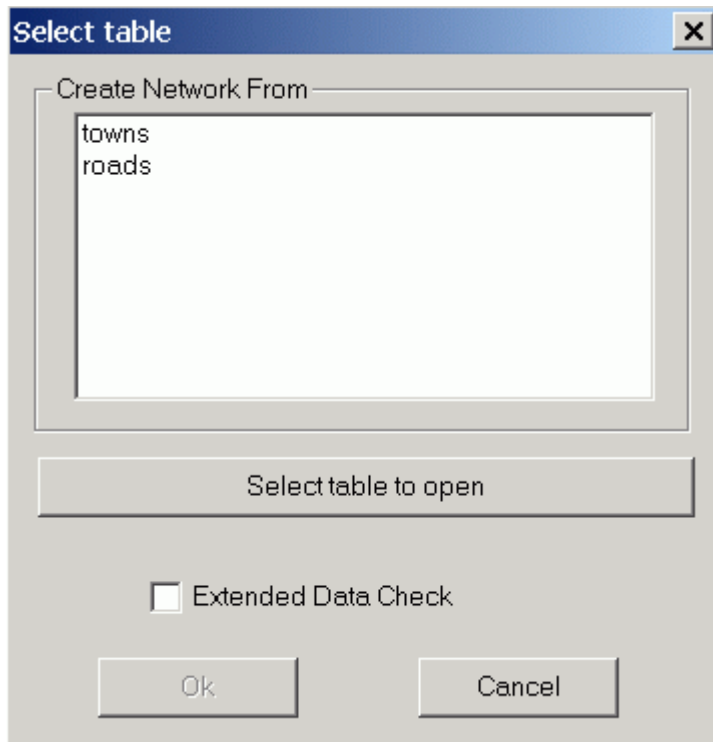 Select table
Create Network From
towns
roads
Select table to open
Extended Data Check
Ok
Cancel